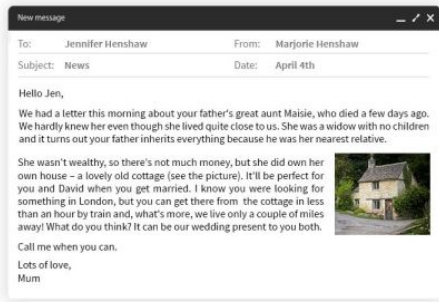 New message
To: Jennifer Henshaw From: Marjorie Henshaw
Subject: News Date: April 4th
Hello Jen,
We had a letter this morning about your father's great aunt Maisie, who died a few days ago.
We hardly knew her even though she lived quite close to us. She was a widow with no children
and it turns out your father inherits everything because he was her nearest relative.
She wasn't wealthy, so there's not much money, but she did own her
own house – a lovely old cottage (see the picture). It'll be perfect for
you and David when you get married. I know you were looking for
something in London, but you can get there from the cottage in less
than an hour by train and, what's more, we live only a couple of miles
away! What do you think? It can be our wedding present to you both.
Call me when you can.
Lots of love,
Mum